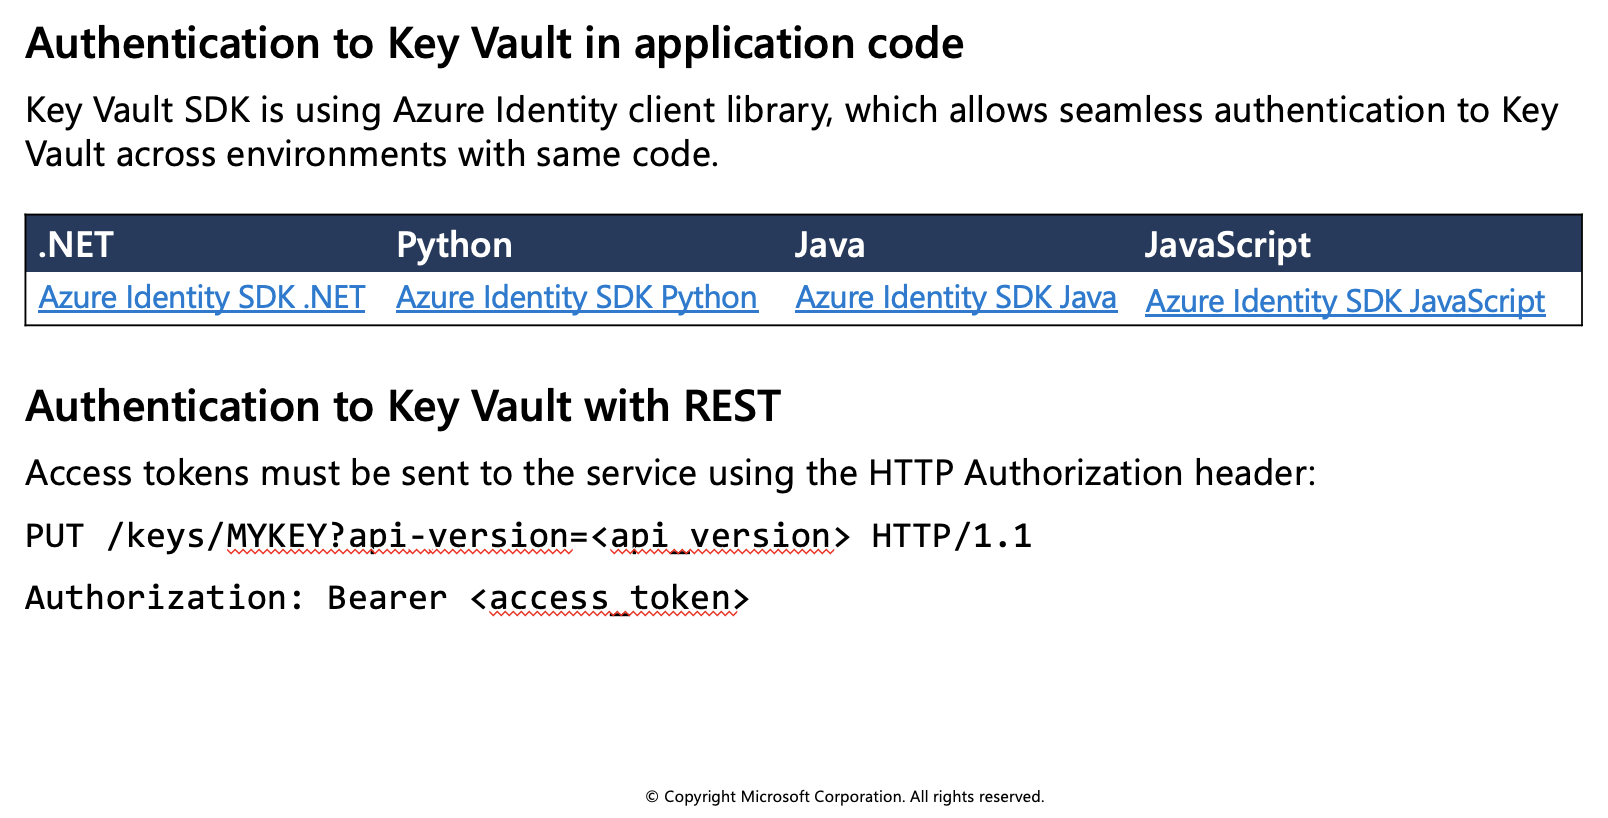 Authentication to Key Vault in application code
Key Vault SDK is using Azure Identity client library, which allows seamless authentication to Key
Vault across environments with same code.
.NET Python Java JavaScript
Azure Identity SDK .NET Azure Identity SDK Python Azure Identity SDK Java Azure Identity SDK JavaScript
Authentication to Key Vault with REST
Access tokens must be sent to the service using the HTTP Authorization header:
PUT /keys/MYKEY?api-version=<api_version> HTTP/1.1
Authorization: Bearer <access_token>
© Copyright Microsoft Corporation. All rights reserved.